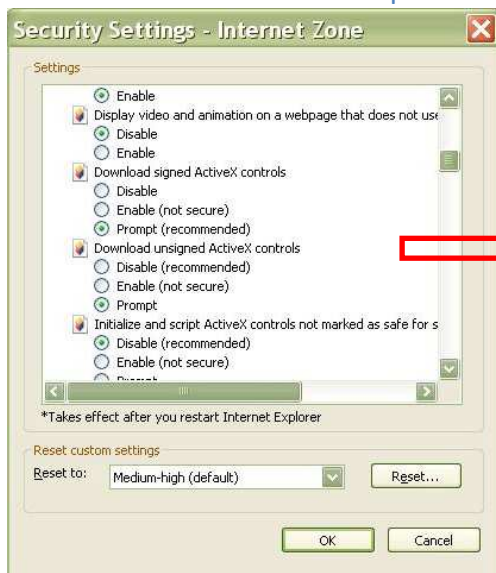 Security Settings - Internet Zone
Settings
Enable
Display video and animation on a webpage that does not use
Disable
Enable
Download signed ActiveX controls
Disable
Enable (not secure)
Prompt (recommended)
Download unsigned ActiveX controls
Disable (recommended)
Enable (not secure)
Prompt
Initialize and script ActiveX controls not marked as safe for s
Disable (recommended)
Enable (not secure)
*Takes effect after you restart Internet Explorer
Reset custom settings
Reset to:
Medium-high (default)
Reset...
OK
Cancel